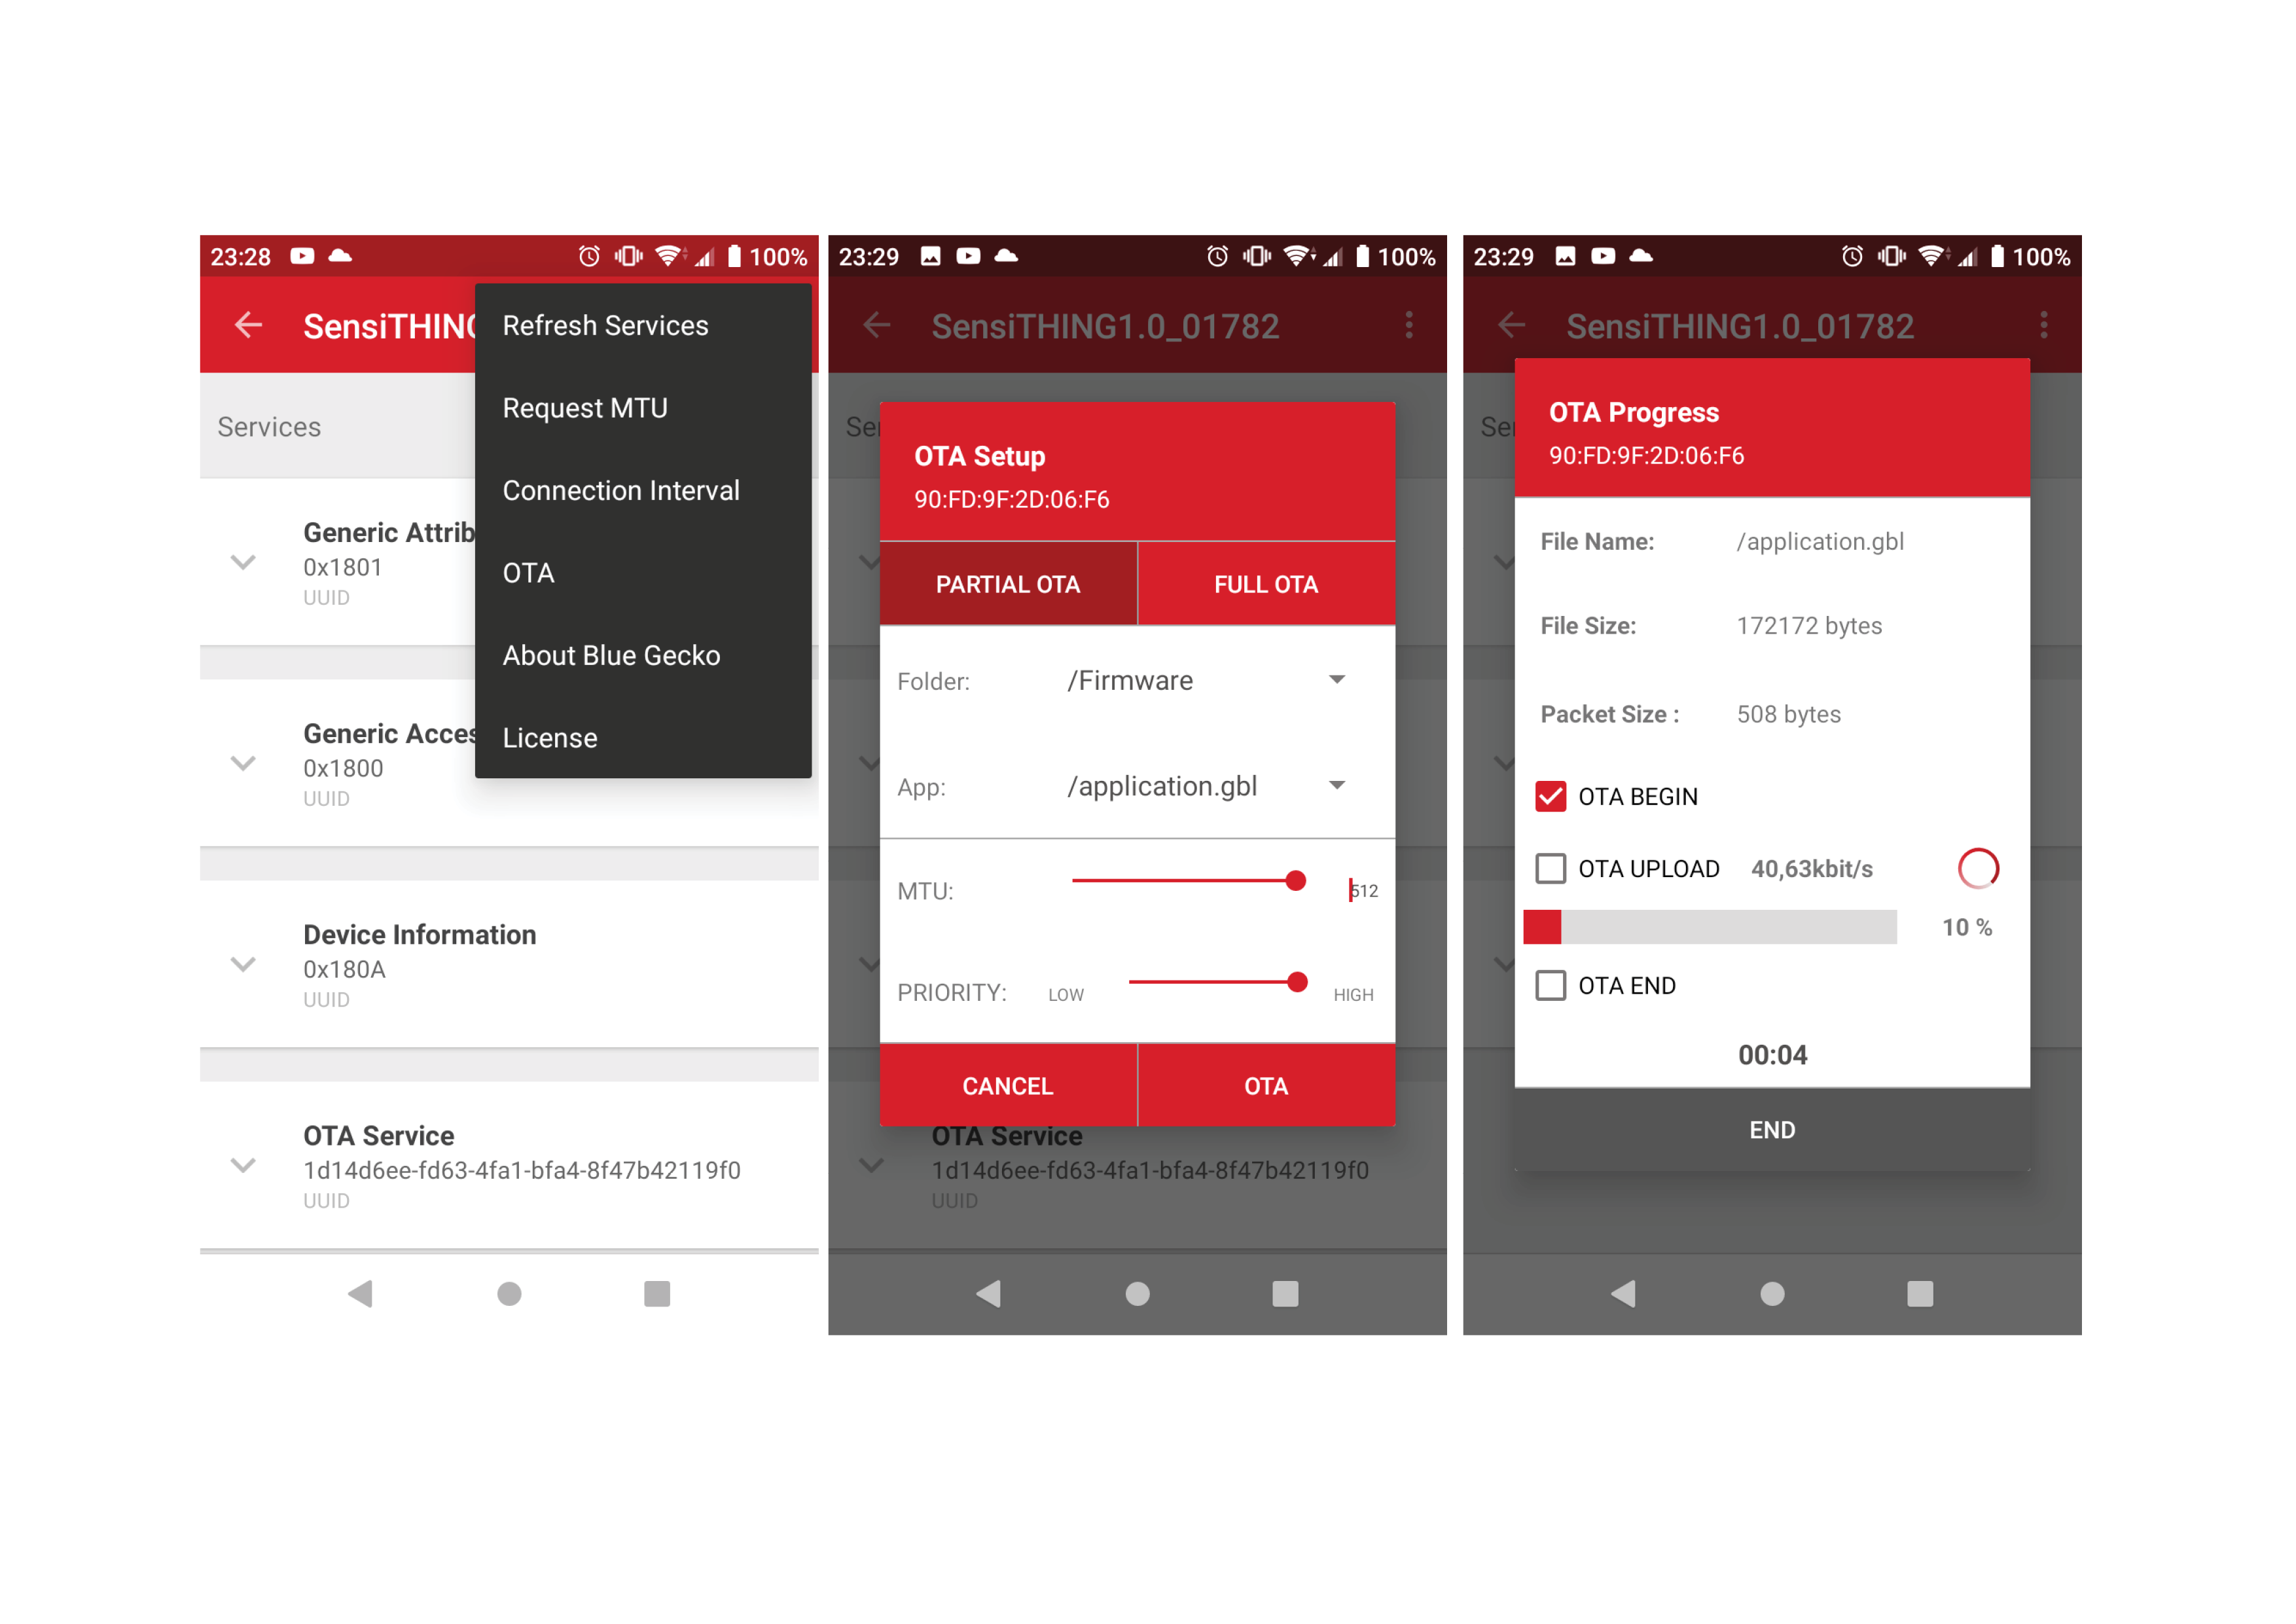 23:28
100%
SensiTHING
Refresh Services
Request MTU
Connection Interval
OTA
About Blue Gecko
License
Services
Generic Attrib
0x1801
UUID
Generic Acces
0x1800
UUID
Device Information
0x180A
UUID
OTA Service
1d14d6ee-fd63-4fa1-bfa4-8f47b42119f0
UUID
23:29
100%
SensiTHING1.0_01782
Ser
OTA Setup
90:FD:9F:2D:06:F6
PARTIAL OTA
FULL OTA
Folder: /Firmware
App: /application.gbl
MTU: 512
PRIORITY: LOW HIGH
CANCEL
OTA
OTA Service
1d14d6ee-fd63-4fa1-bfa4-8f47b42119f0
UUID
23:29
100%
SensiTHING1.0_01782
Ser
OTA Progress
90:FD:9F:2D:06:F6
File Name: /application.gbl
File Size: 172172 bytes
Packet Size : 508 bytes
OTA BEGIN
OTA UPLOAD 40,63kbit/s
10 %
OTA END
00:04
END